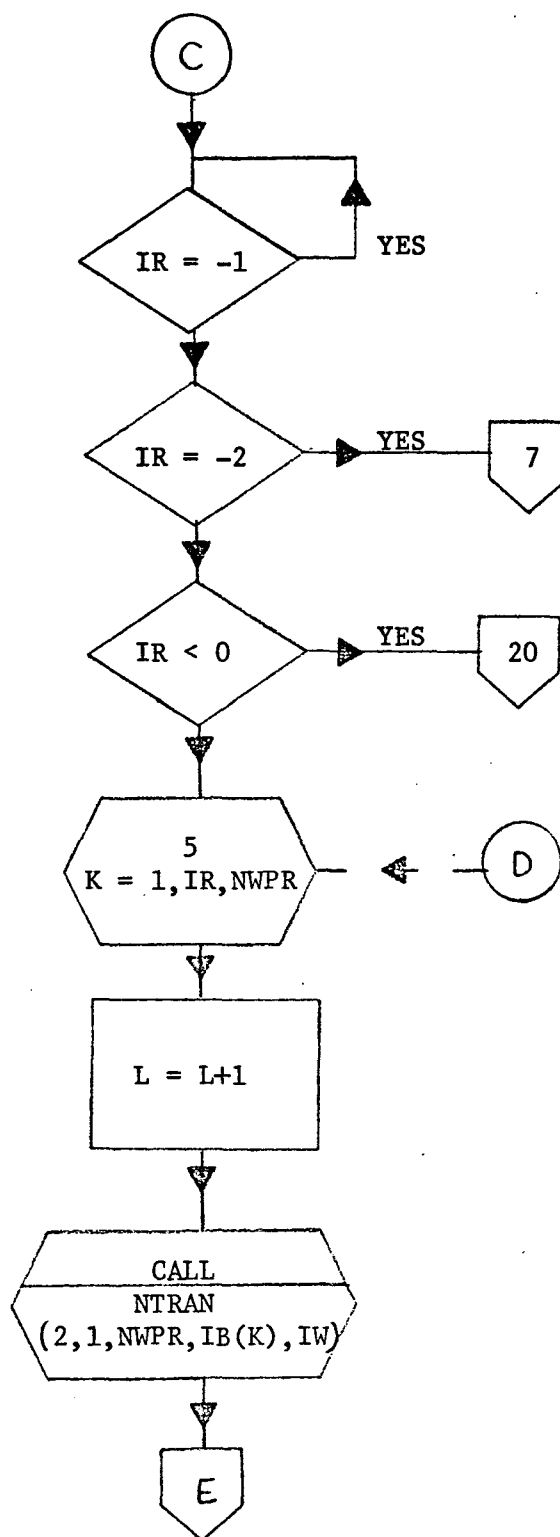 C
IR = -1
YES
IR = -2
YES
7
IR < 0
YES
20
5
K = 1,IR,NWPR
D
L = L+1
CALL
NTRAN
(2,1,NWPR,IB(K),IW)
E